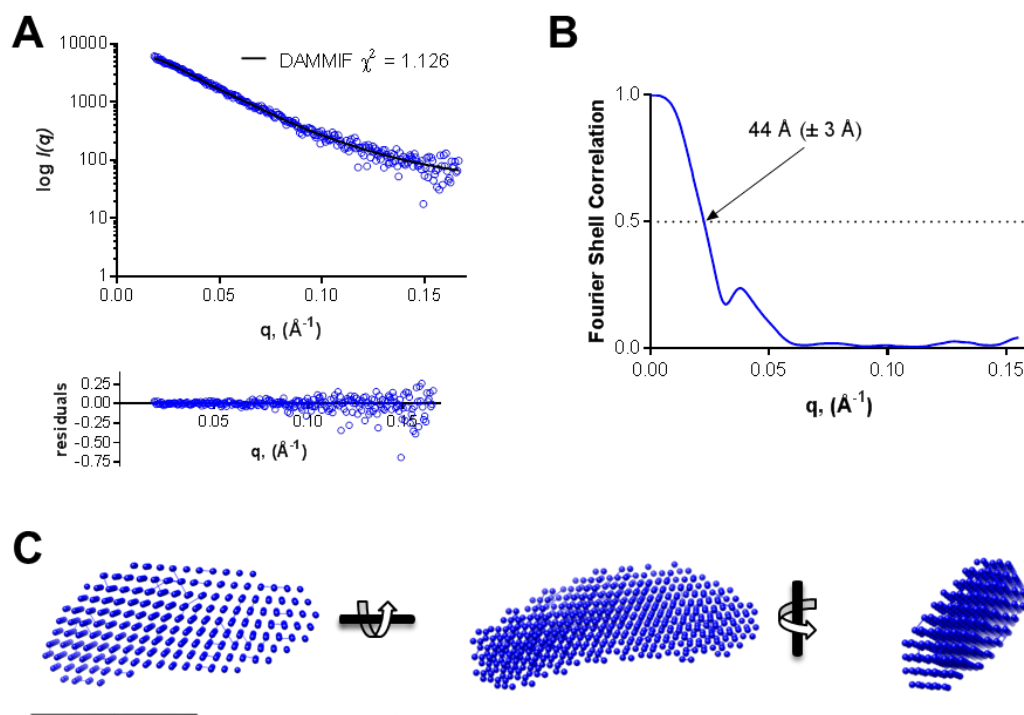 A
10000
1000
100
10
1
log I(q)
DAMMIF χ² = 1.126
0.00 0.05 0.10 0.15
q, (Å⁻¹)
0.25
0.00
-0.25
-0.50
-0.75
residuals
0.05 0.10 0.15
q, (Å⁻¹)
B
1.0
0.5
0.0
Fourier Shell Correlation
44 Å (± 3 Å)
0.00 0.05 0.10 0.15
q, (Å⁻¹)
C